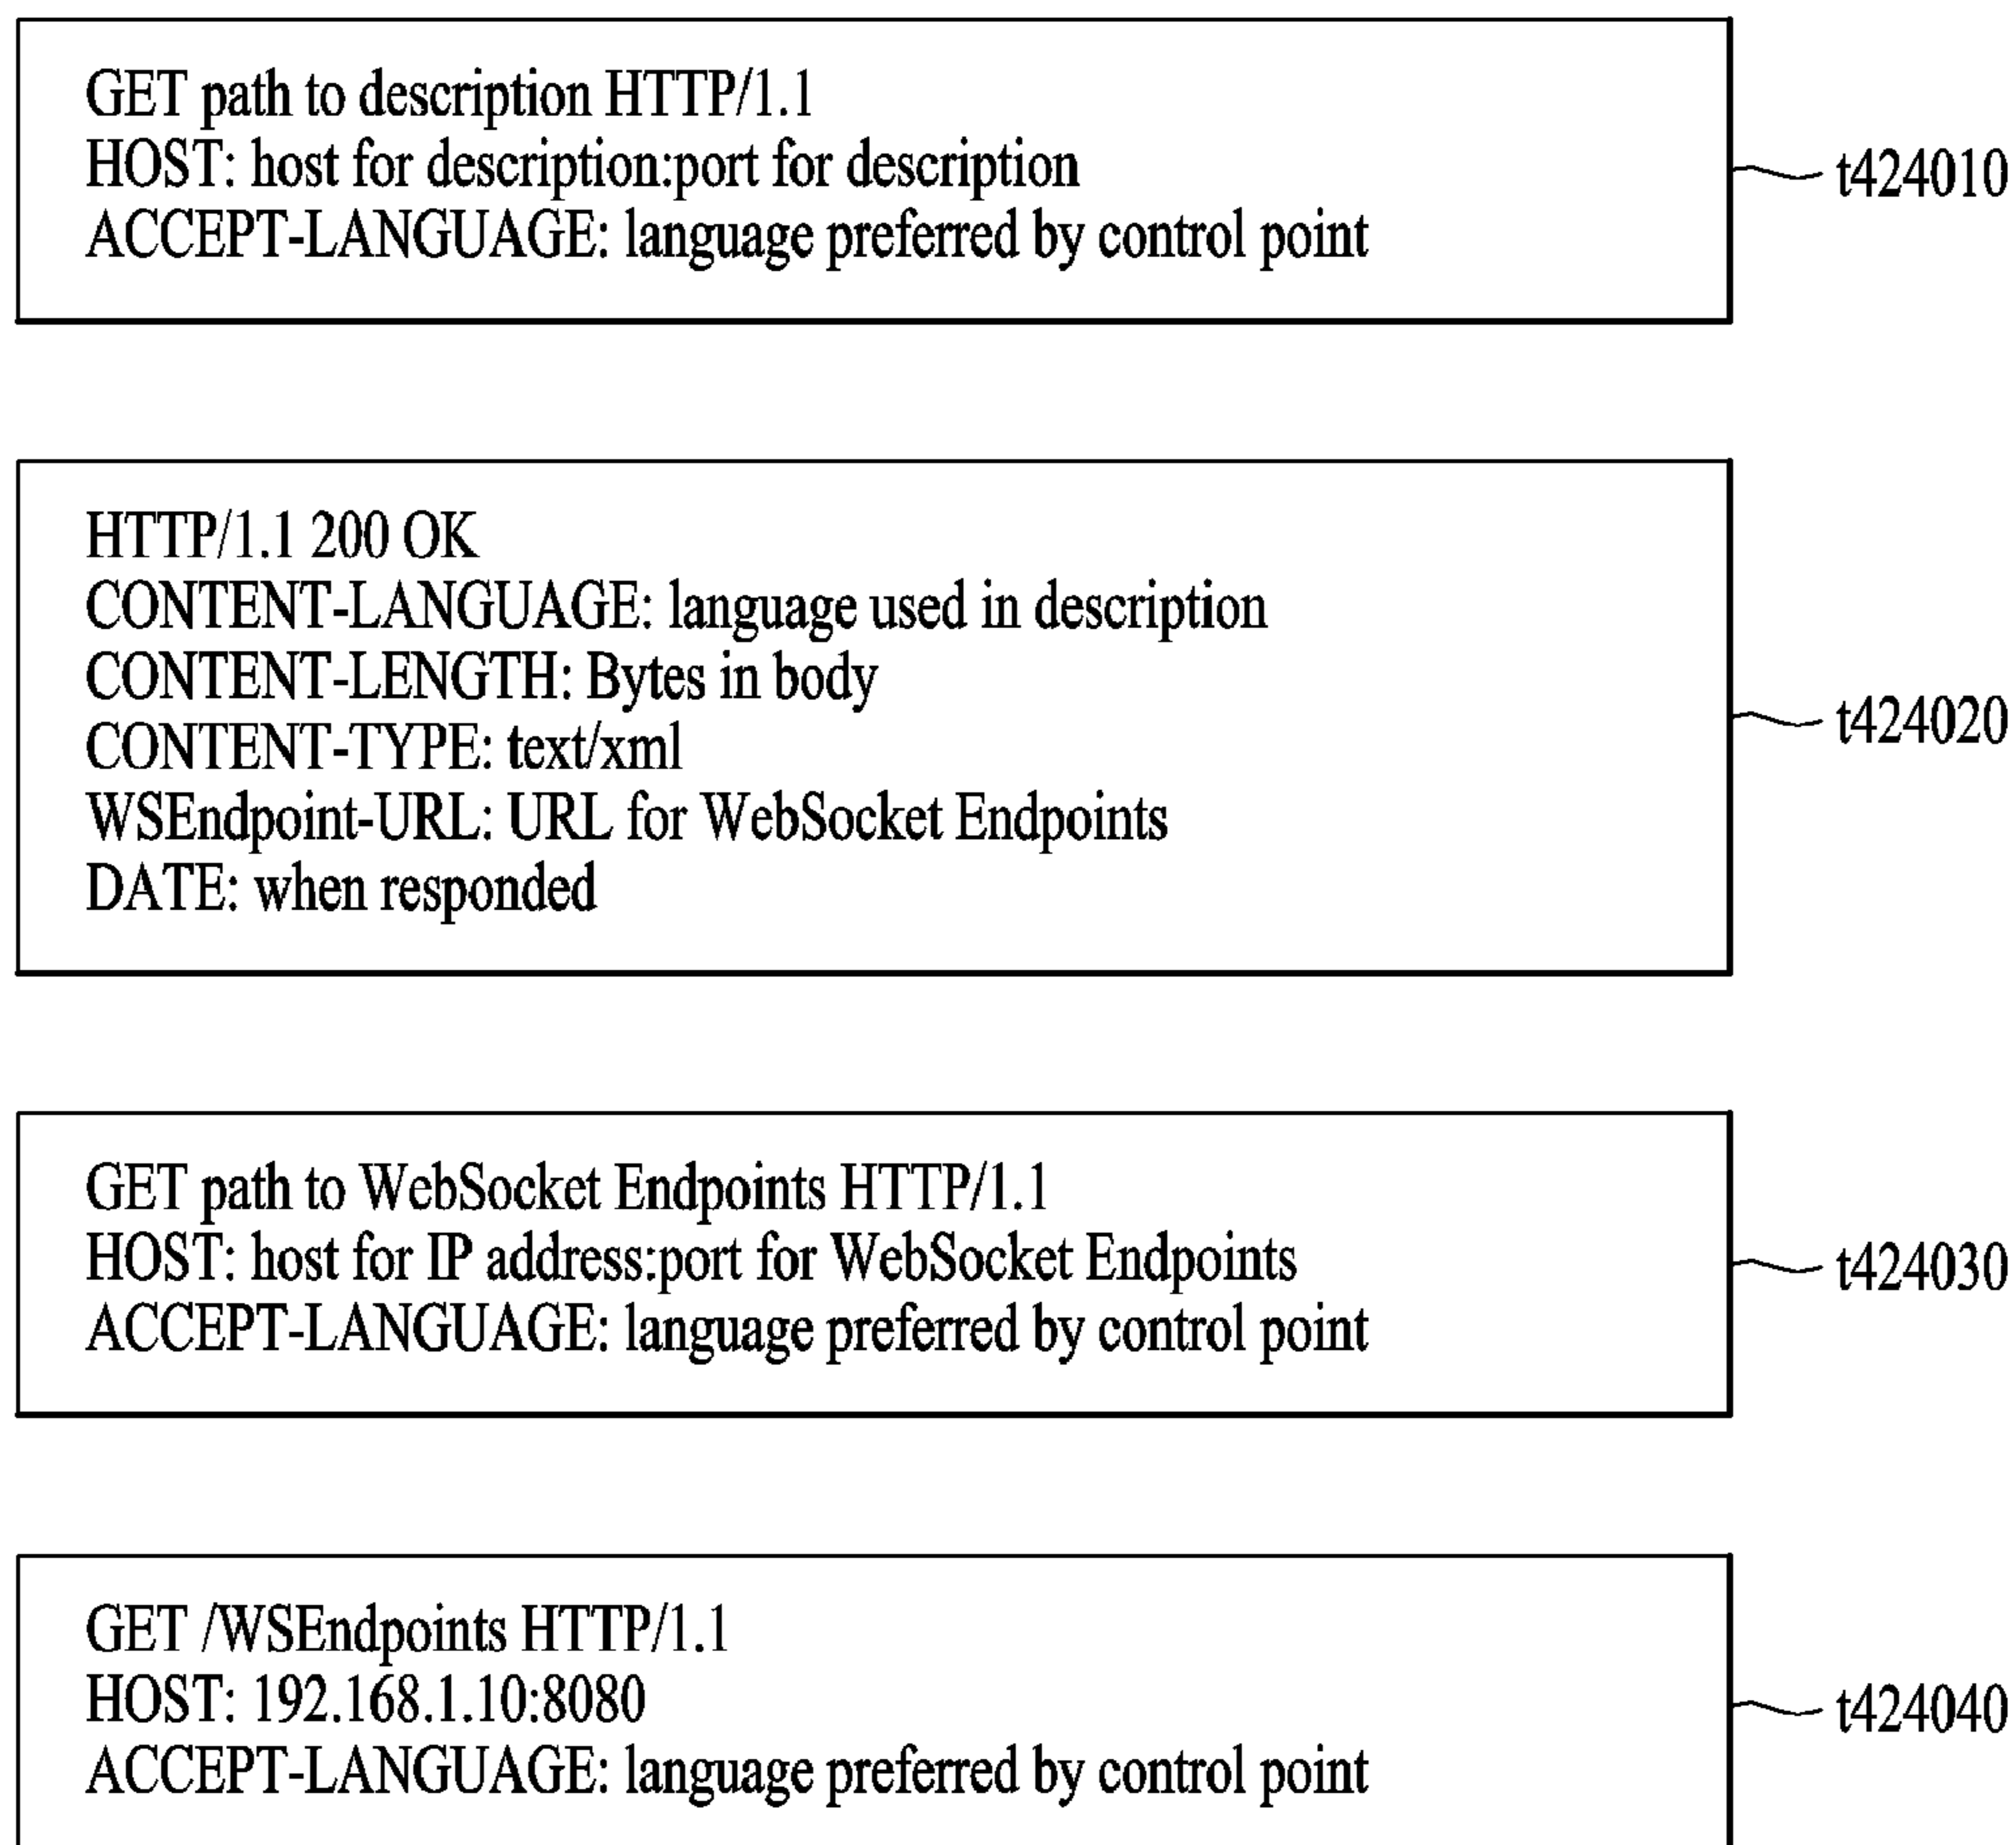 GET path to description HTTP/1.1
HOST: host for description:port for description
ACCEPT-LANGUAGE: language preferred by control point
t424010
HTTP/1.1 200 OK
CONTENT-LANGUAGE: language used in description
CONTENT-LENGTH: Bytes in body
CONTENT-TYPE: text/xml
WSEndpoint-URL: URL for WebSocket Endpoints
DATE: when responded
t424020
GET path to WebSocket Endpoints HTTP/1.1
HOST: host for IP address:port for WebSocket Endpoints
ACCEPT-LANGUAGE: language preferred by control point
t424030
GET /WSEndpoints HTTP/1.1
HOST: 192.168.1.10:8080
ACCEPT-LANGUAGE: language preferred by control point
t424040